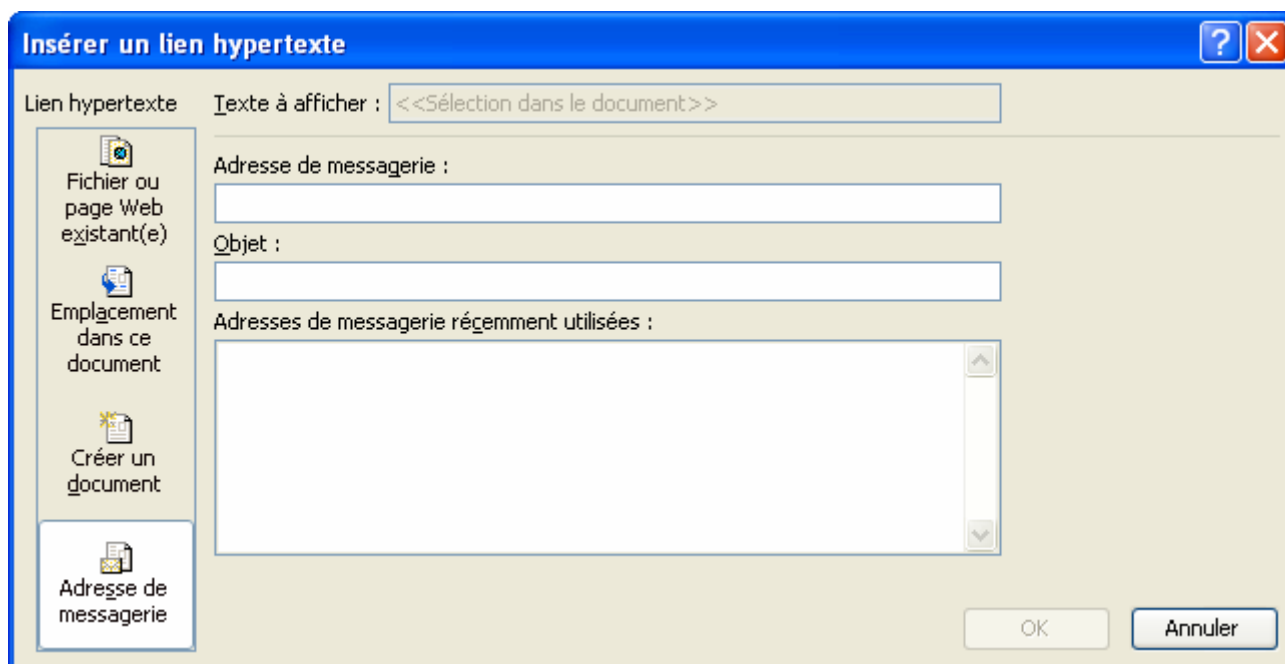 Insérer un lien hypertexte
Lien hypertexte
Texte à afficher : <<Sélection dans le document>>
Fichier ou
page Web
existant(e)
Emplacement
dans ce
document
Créer un
document
Adresse de
messagerie
Adresse de messagerie :
Objet :
Adresses de messagerie récemment utilisées :
OK
Annuler